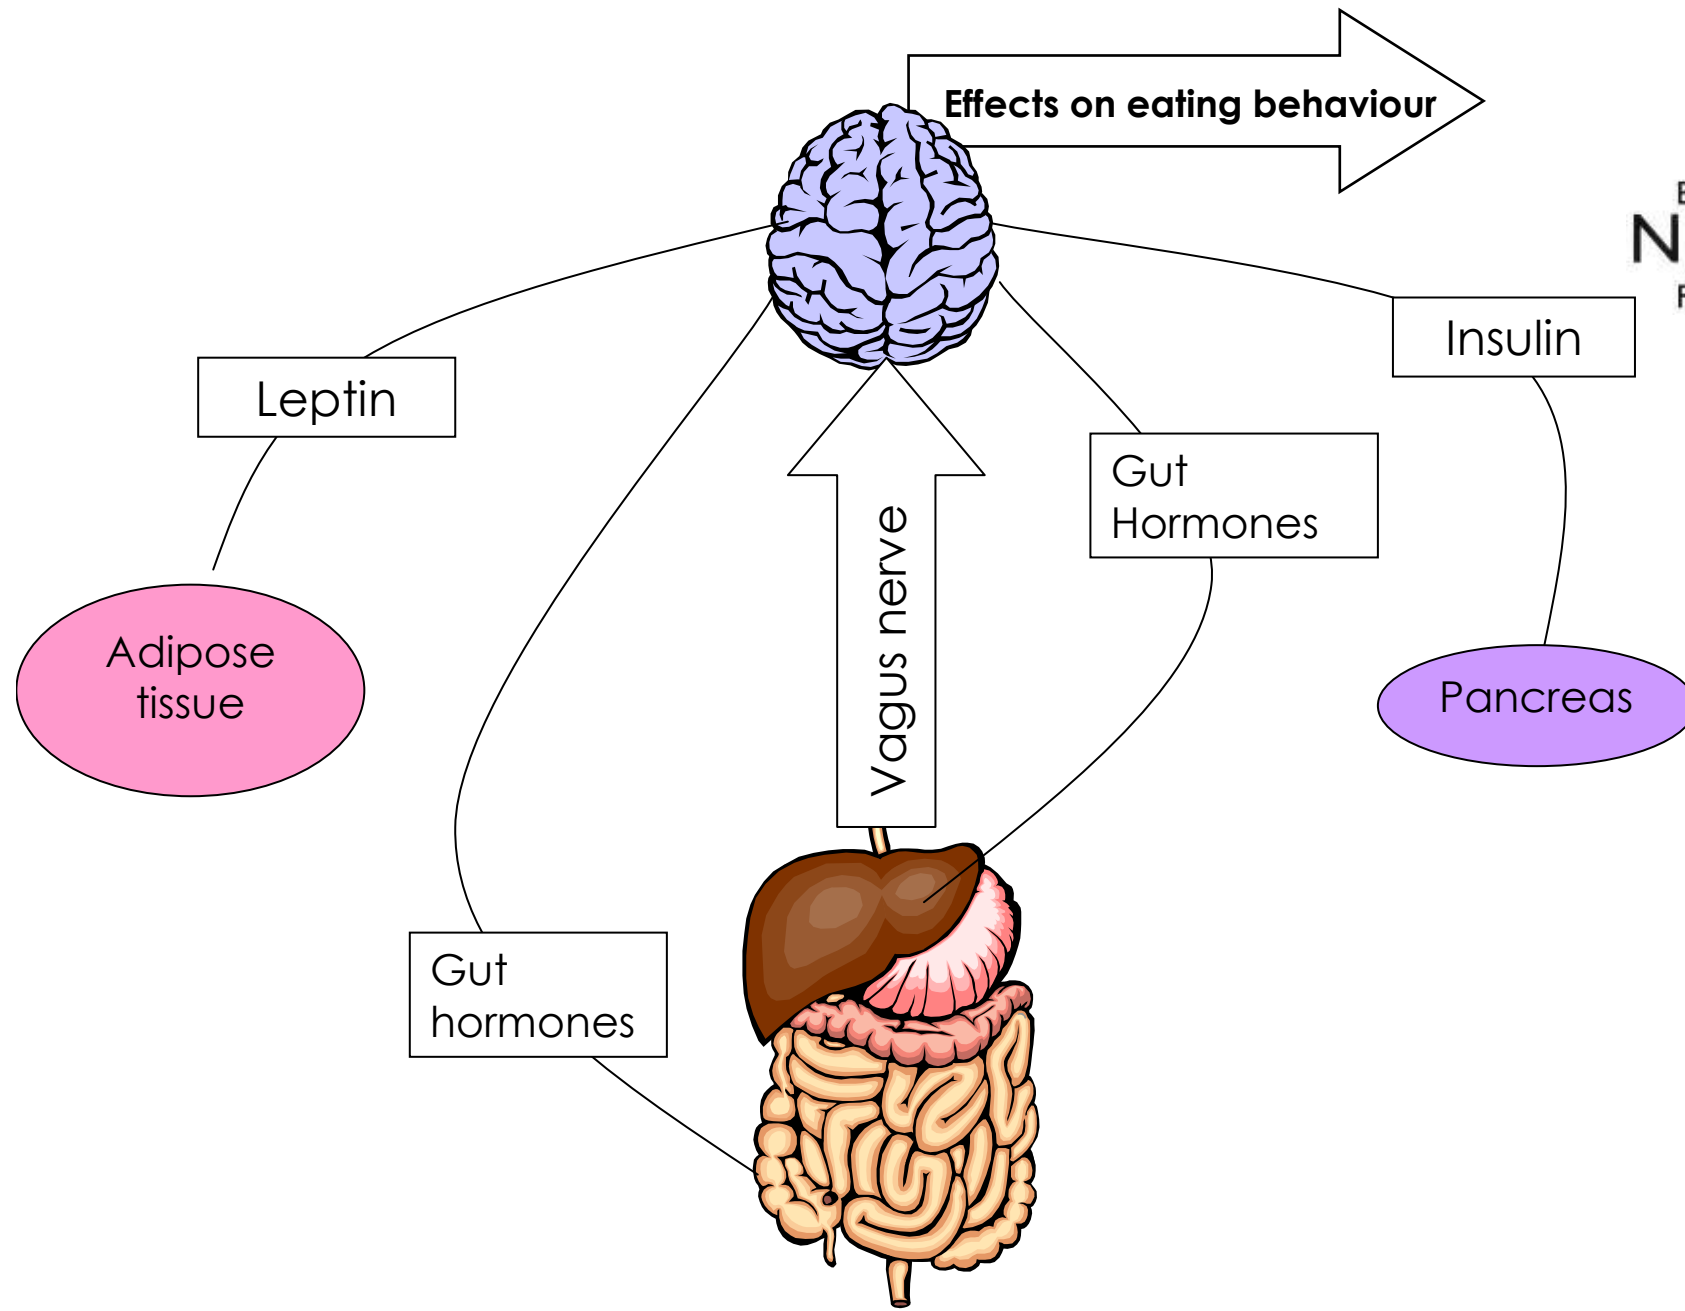 Effects on eating behaviour
N
Insulin
Leptin
Gut
Hormones
Vagus nerve
Adipose
tissue
Pancreas
Gut
hormones